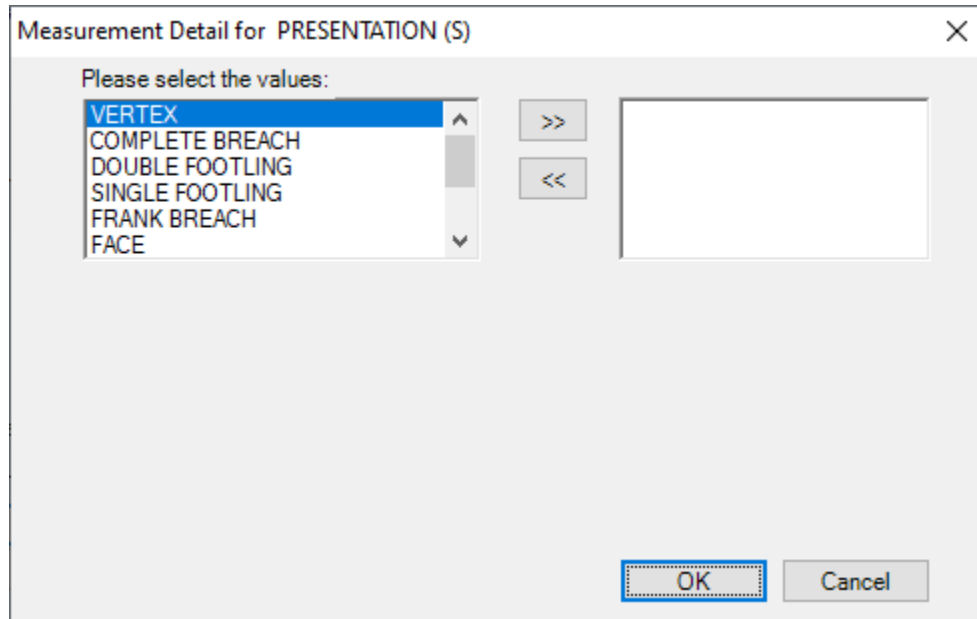 Measurement Detail for PRESENTATION (S)
Please select the values:
VERTEX
COMPLETE BREACH
DOUBLE FOOTLING
SINGLE FOOTLING
FRANK BREACH
FACE
>>
<<
OK
Cancel